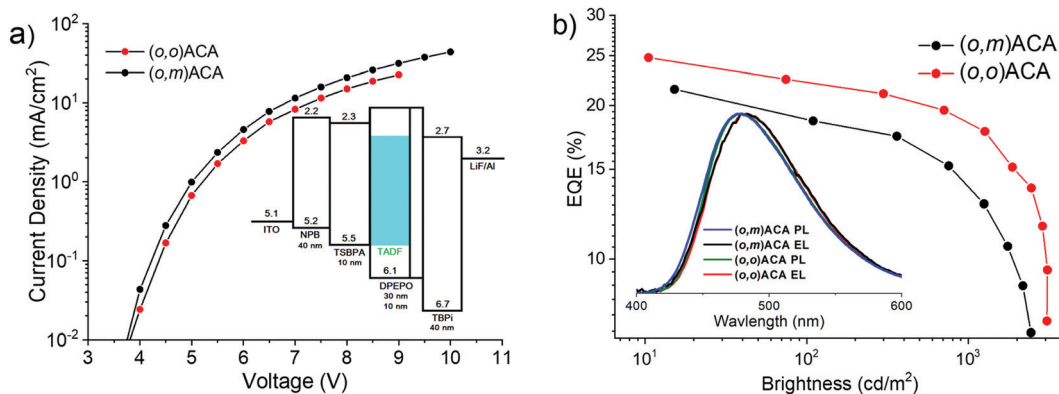 a)
(o,o)ACA
(o,m)ACA
Current Density (mA/cm²)
10²
10¹
10⁰
10⁻¹
10⁻²
3 4 5 6 7 8 9 10 11
Voltage (V)
2.2
2.3
2.7
3.2
LiF/Al
5.1
ITO
5.2
NPB
40 nm
5.5
TSBPA
10 nm
TADF
6.1
DPEPO
30 nm
10 nm
6.7
TBPi
40 nm
b)
(o,m)ACA
(o,o)ACA
EQE (%)
30
25
20
15
10
10¹ 10² 10³
Brightness (cd/m²)
(o,m)ACA PL
(o,m)ACA EL
(o,o)ACA PL
(o,o)ACA EL
400 500 600
Wavlength (nm)